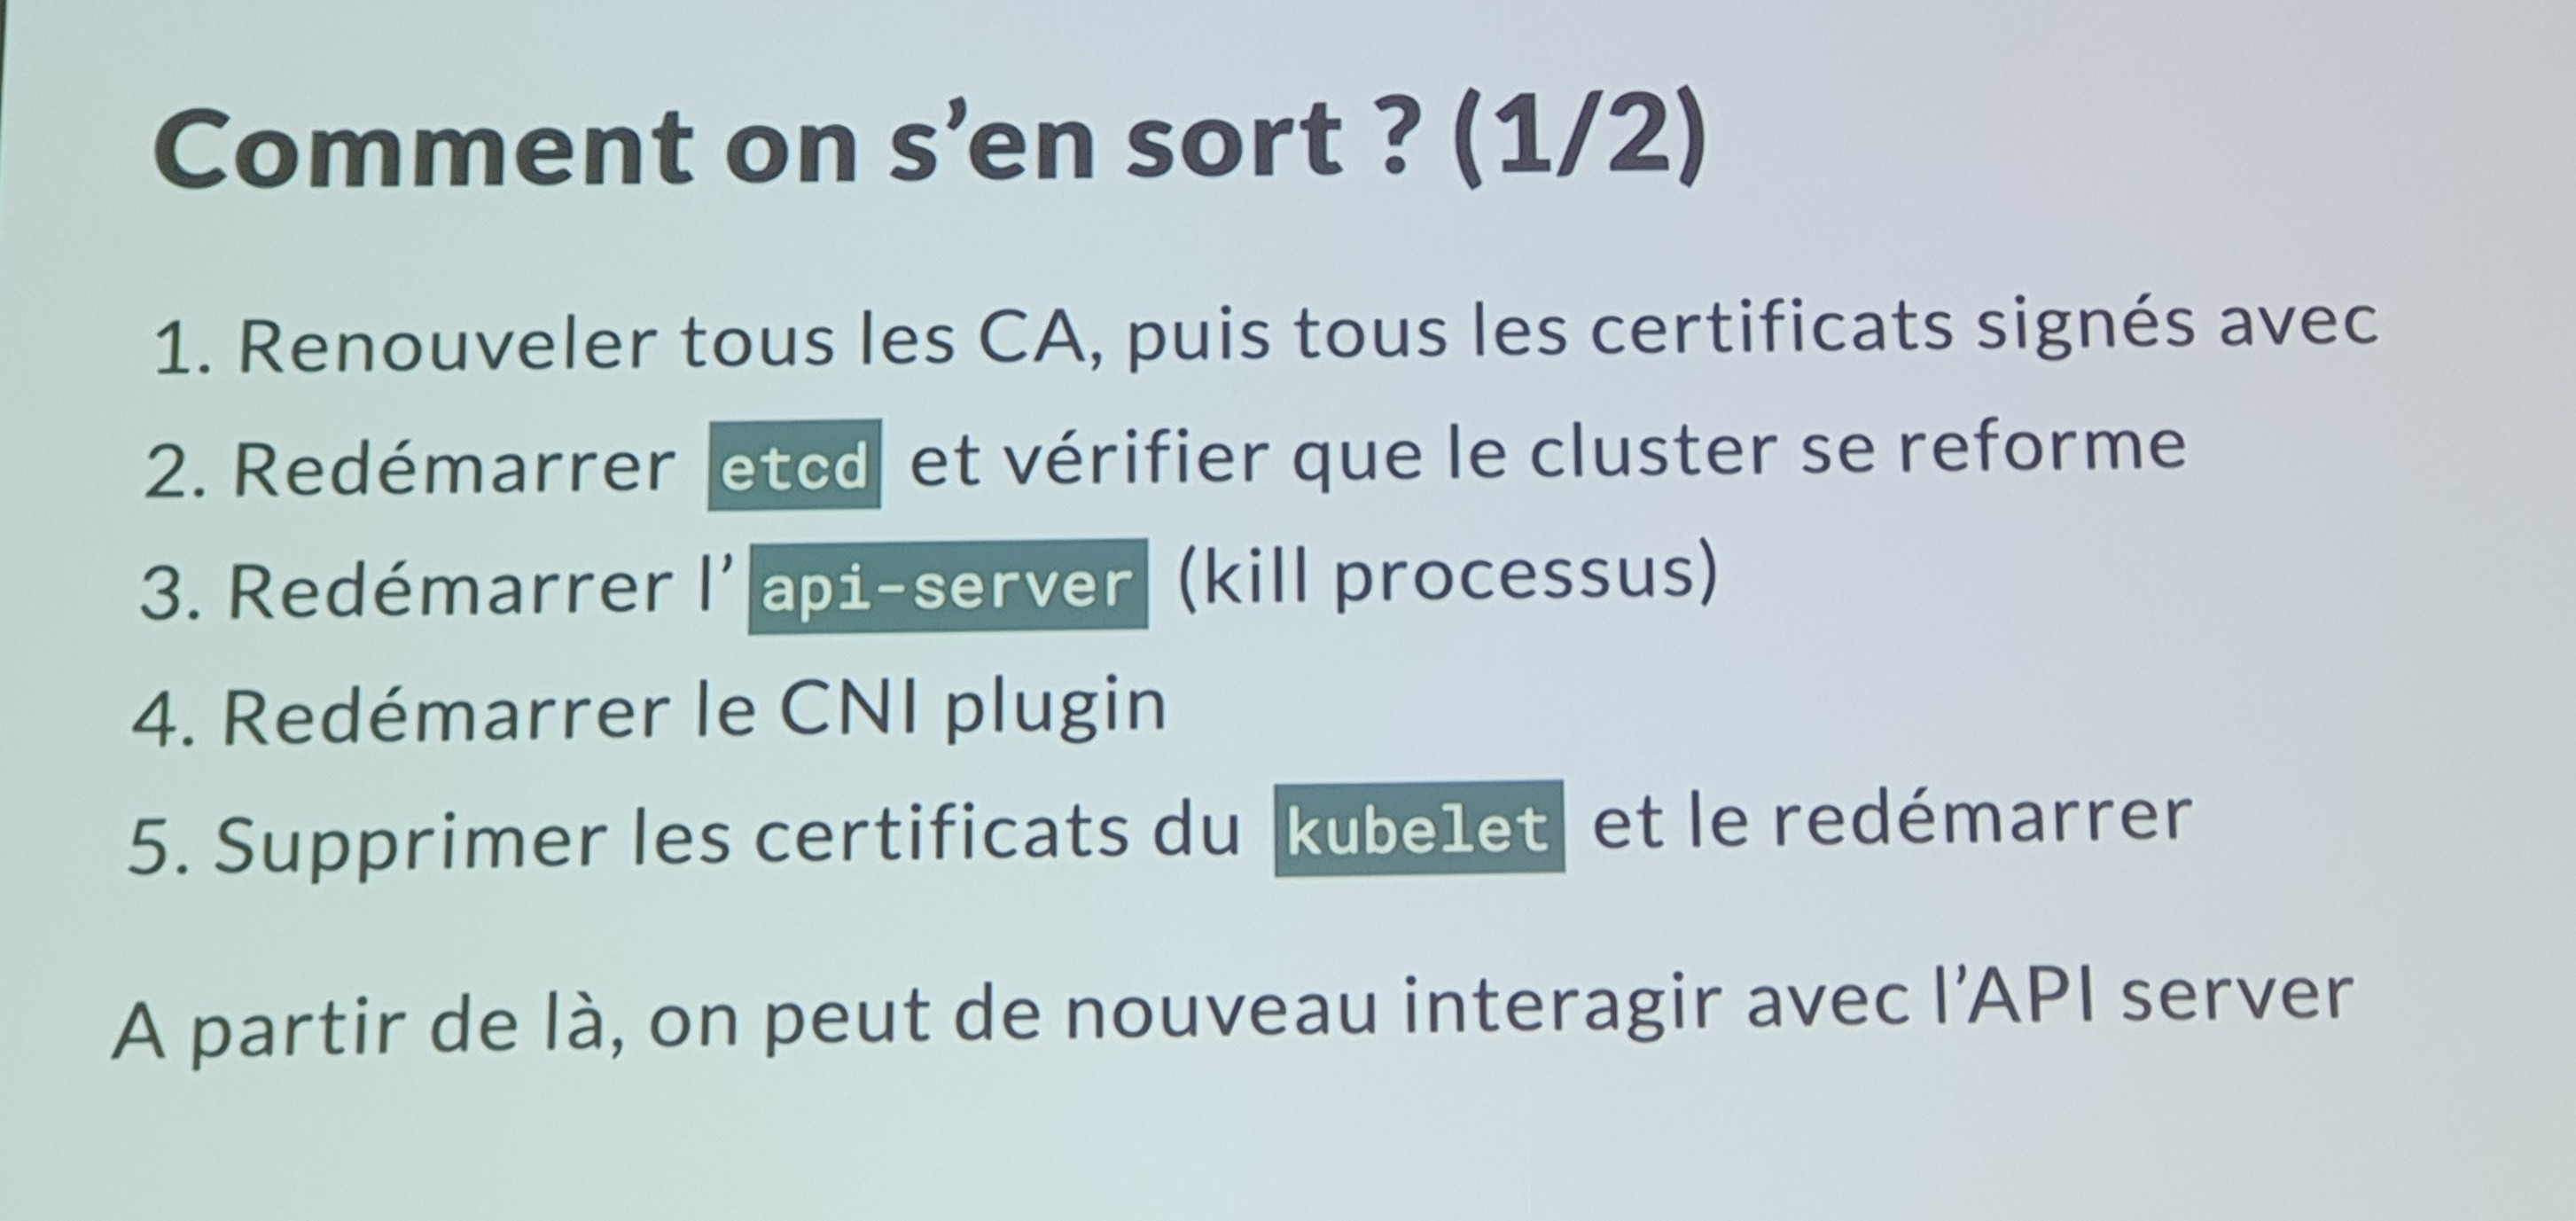 Comment on s’en sort ? (1/2)
1. Renouveler tous les CA, puis tous les certificats signés avec
2. Redémarrer etcd et vérifier que le cluster se reforme
3. Redémarrer l’api-server (kill processus)
4. Redémarrer le CNI plugin
5. Supprimer les certificats du kubelet et le redémarrer
A partir de là, on peut de nouveau interagir avec l’API server